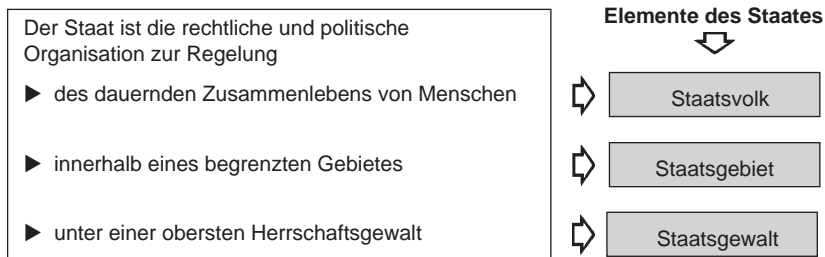 Elemente des Staates
Der Staat ist die rechtliche und politische
Organisation zur Regelung
▶ des dauernden Zusammenlebens von Menschen
Staatsvolk
▶ innerhalb eines begrenzten Gebietes
Staatsgebiet
▶ unter einer obersten Herrschaftsgewalt
Staatsgewalt